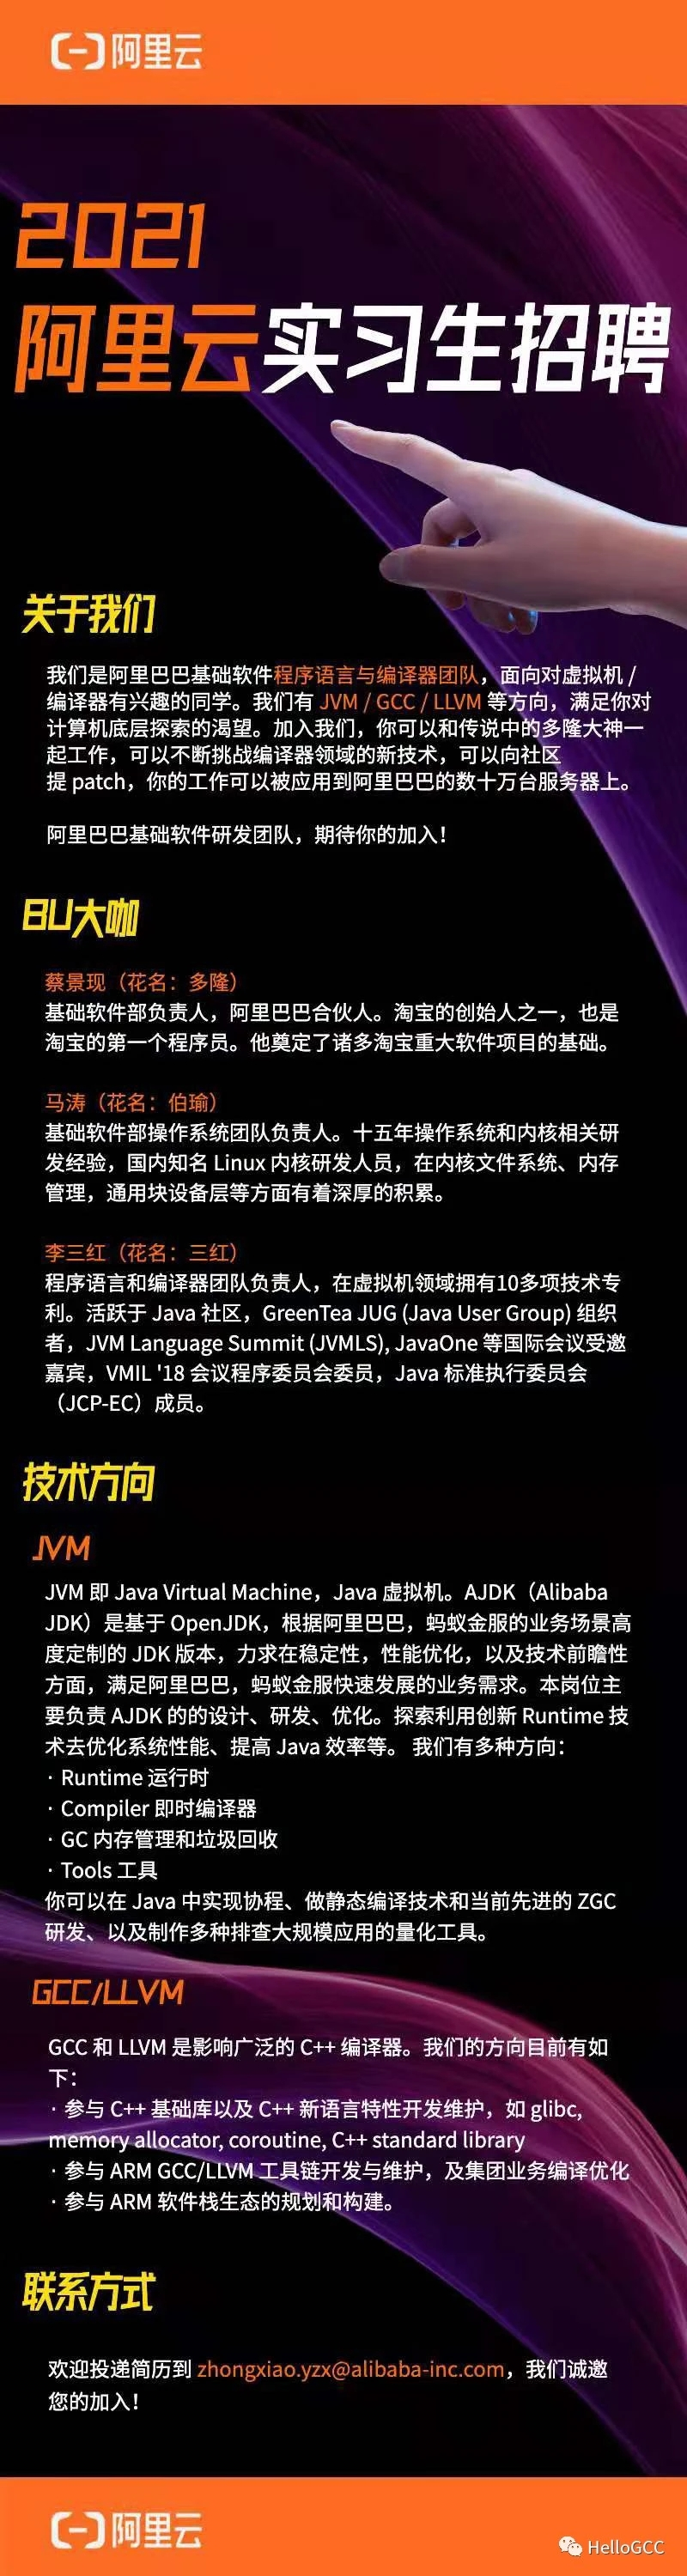 阿里云
2021
阿里云实习生招聘
关于我们
我们是阿里巴巴基础软件程序语言与编译器团队，面向对虚拟机 /
编译器有兴趣的同学。我们有 JVM / GCC / LLVM 等方向，满足你对
计算机底层探索的渴望。加入我们，你可以和传说中的多隆大神一
起工作，可以不断挑战编译器领域的新技术，可以向社区
提 patch，你的工作可以被应用到阿里巴巴的数十万台服务器上。
阿里巴巴基础软件研发团队，期待你的加入！
BU大咖
蔡景现（花名：多隆）
基础软件部负责人，阿里巴巴合伙人。淘宝的创始人之一，也是
淘宝的第一个程序员。他奠定了诸多淘宝重大软件项目的基础。
马涛（花名：伯瑜）
基础软件部操作系统团队负责人。十五年操作系统和内核相关研
发经验，国内知名 Linux 内核研发人员，在内核文件系统、内存
管理，通用块设备层等方面有着深厚的积累。
李三红（花名：三红）
程序语言和编译器团队负责人，在虚拟机领域拥有10多项技术专
利。活跃于 Java 社区，GreenTea JUG (Java User Group) 组织
者，JVM Language Summit (JVMLS), JavaOne 等国际会议受邀
嘉宾，VMIL '18 会议程序委员会委员，Java 标准执行委员会
（JCP-EC）成员。
技术方向
JVM
JVM 即 Java Virtual Machine，Java 虚拟机。AJDK（Alibaba
JDK）是基于 OpenJDK，根据阿里巴巴，蚂蚁金服的业务场景高
度定制的 JDK 版本，力求在稳定性，性能优化，以及技术前瞻性
方面，满足阿里巴巴，蚂蚁金服快速发展的业务需求。本岗位主
要负责 AJDK 的的设计、研发、优化。探索利用创新 Runtime 技
术去优化系统性能、提高 Java 效率等。 我们有多种方向：
· Runtime 运行时
· Compiler 即时编译器
· GC 内存管理和垃圾回收
· Tools 工具
你可以在 Java 中实现协程、做静态编译技术和当前先进的 ZGC
研发、以及制作多种排查大规模应用的量化工具。
GCC/LLVM
GCC 和 LLVM 是影响广泛的 C++ 编译器。我们的方向目前有如
下：
· 参与 C++ 基础库以及 C++ 新语言特性开发维护，如 glibc,
memory allocator, coroutine, C++ standard library
· 参与 ARM GCC/LLVM 工具链开发与维护，及集团业务编译优化
· 参与 ARM 软件栈生态的规划和构建。
联系方式
欢迎投递简历到 zhongxiao.yzx@alibaba-inc.com，我们诚邀
您的加入！
阿里云
HelloGCC